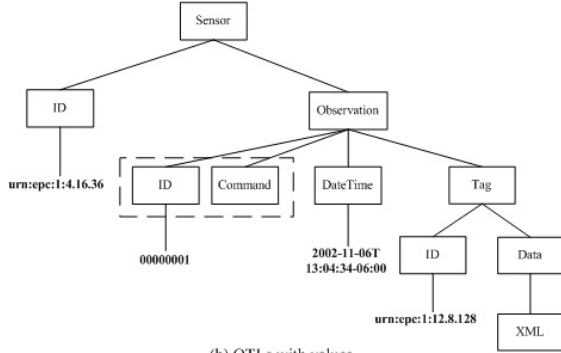 Sensor
ID
Observation
urn:epc:1:4.16.36
ID
Command
DateTime
Tag
00000001
2002-11-06T
13:04:34-06:00
ID
Data
urn:epc:1:12.8.128
XML